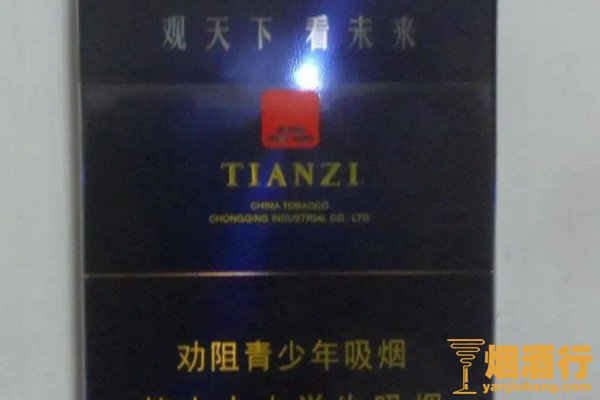 观天下 看未来
TIANZI
CHINA TOBACCO
CHONGQING INDUSTRIAL CO., LTD
劝阻青少年吸烟
烟酒行
yanjiuhang.com